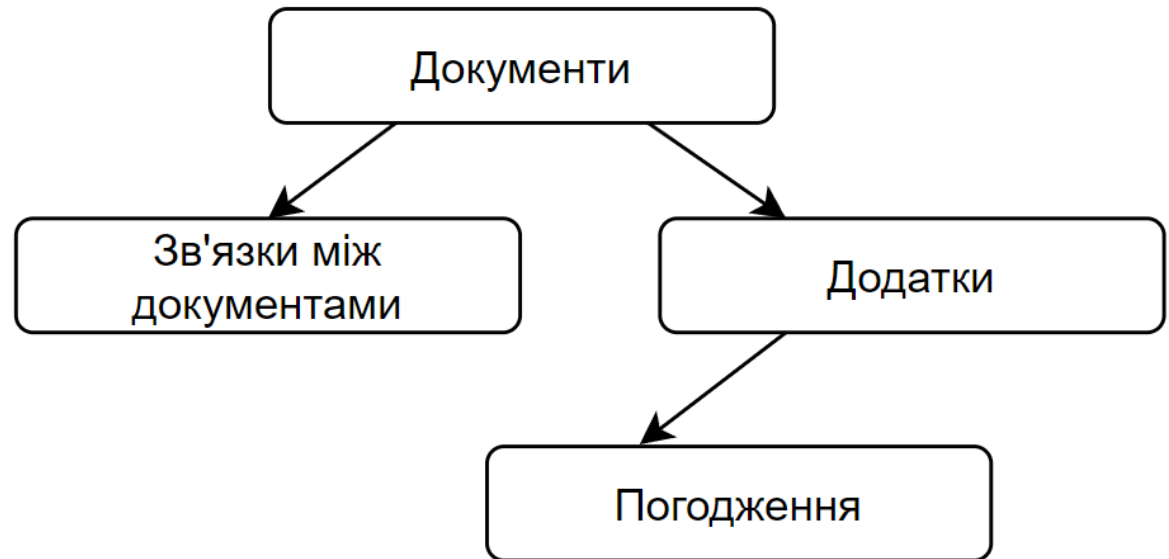 Документи
Зв'язки між
документами
Додатки
Погодження